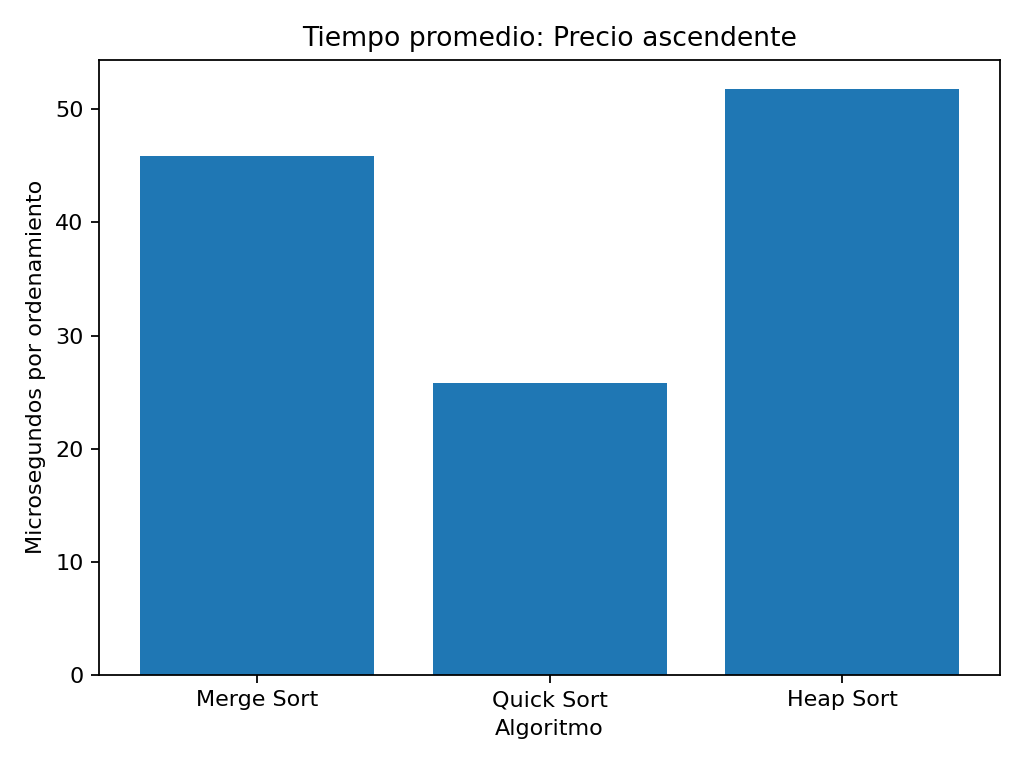 Tiempo promedio: Precio ascendente
Microsegundos por ordenamiento
50
40
30
20
10
0
Merge Sort
Quick Sort
Heap Sort
Algoritmo